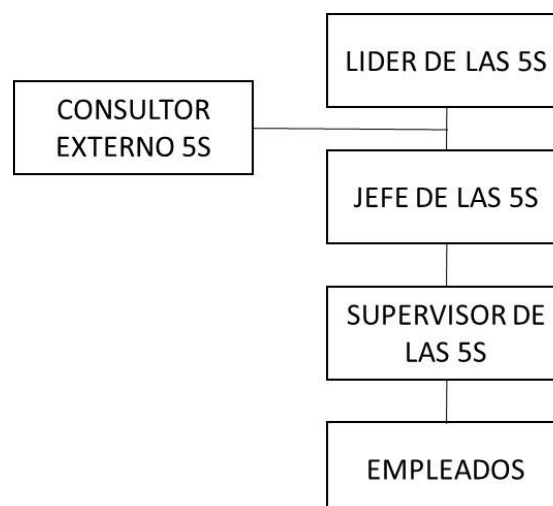 LIDER DE LAS 5S
CONSULTOR
EXTERNO 5S
JEFE DE LAS 5S
SUPERVISOR DE
LAS 5S
EMPLEADOS